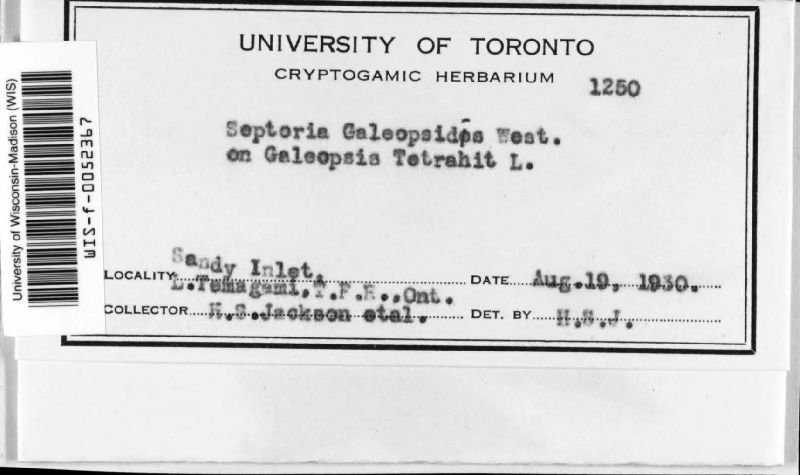 UNIVERSITY OF TORONTO
CRYPTOGAMIC HERBARIUM
1250
Septoria Galeopsidis West.
on Galeopsis Tetrahit L.
LOCALITY Sandy Inlet,
L.Temagami,T.F.R.,Ont.
DATE Aug.19, 1930.
COLLECTOR H.S.Jackson etal.
DET. BY H.S.J.
University of Wisconsin-Madison (WIS)
WIS-f-0052367